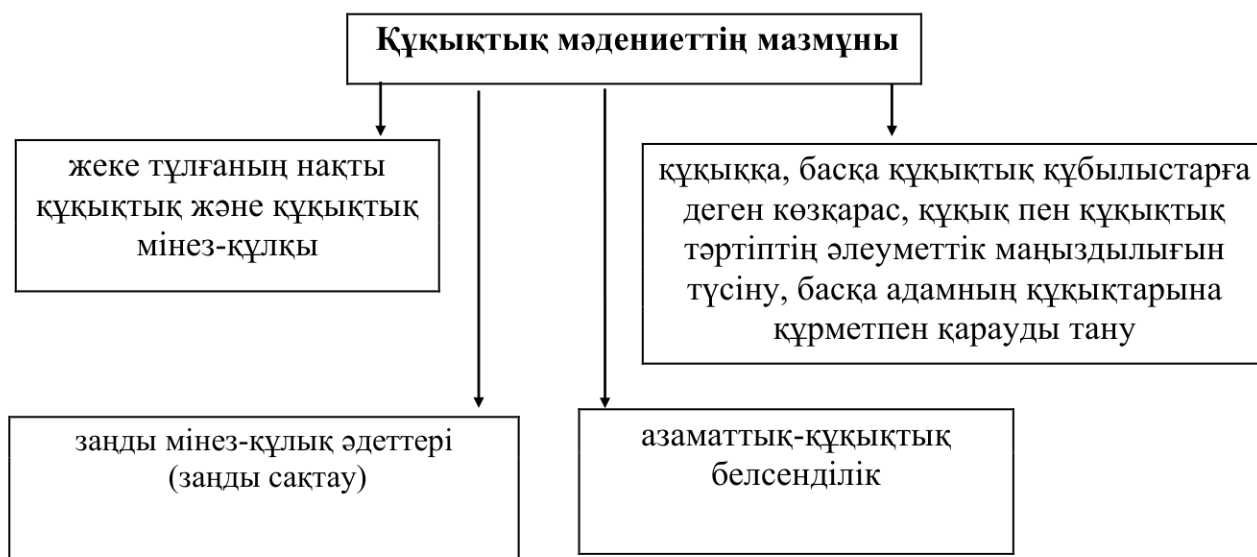 Құқықтық мәдениеттің мазмұны
жеке тұлғаның нақты
құқықтық және құқықтық
мінез-құлқы
құқыққа, басқа құқықтық құбылыстарға
деген көзқарас, құқық пен құқықтық
тәртіптің әлеуметтік маңыздылығын
түсіну, басқа адамның құқықтарына
құрметпен қарауды тану
заңды мінез-құлық әдеттері
(заңды сақтау)
азаматтық-құқықтық
белсенділік